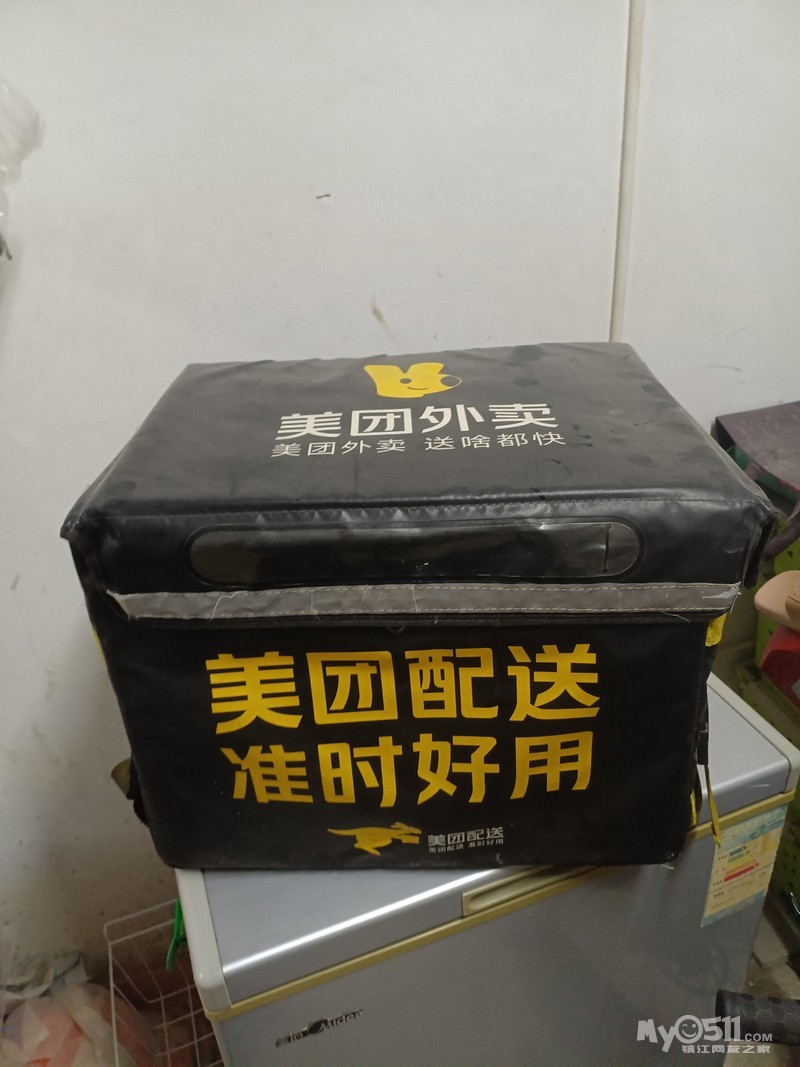 美团外卖
美团外卖 送啥都快
美团配送
准时好用
美团配送
美团配送 准时好用
Midea
My0511.COM
镇江网友之家